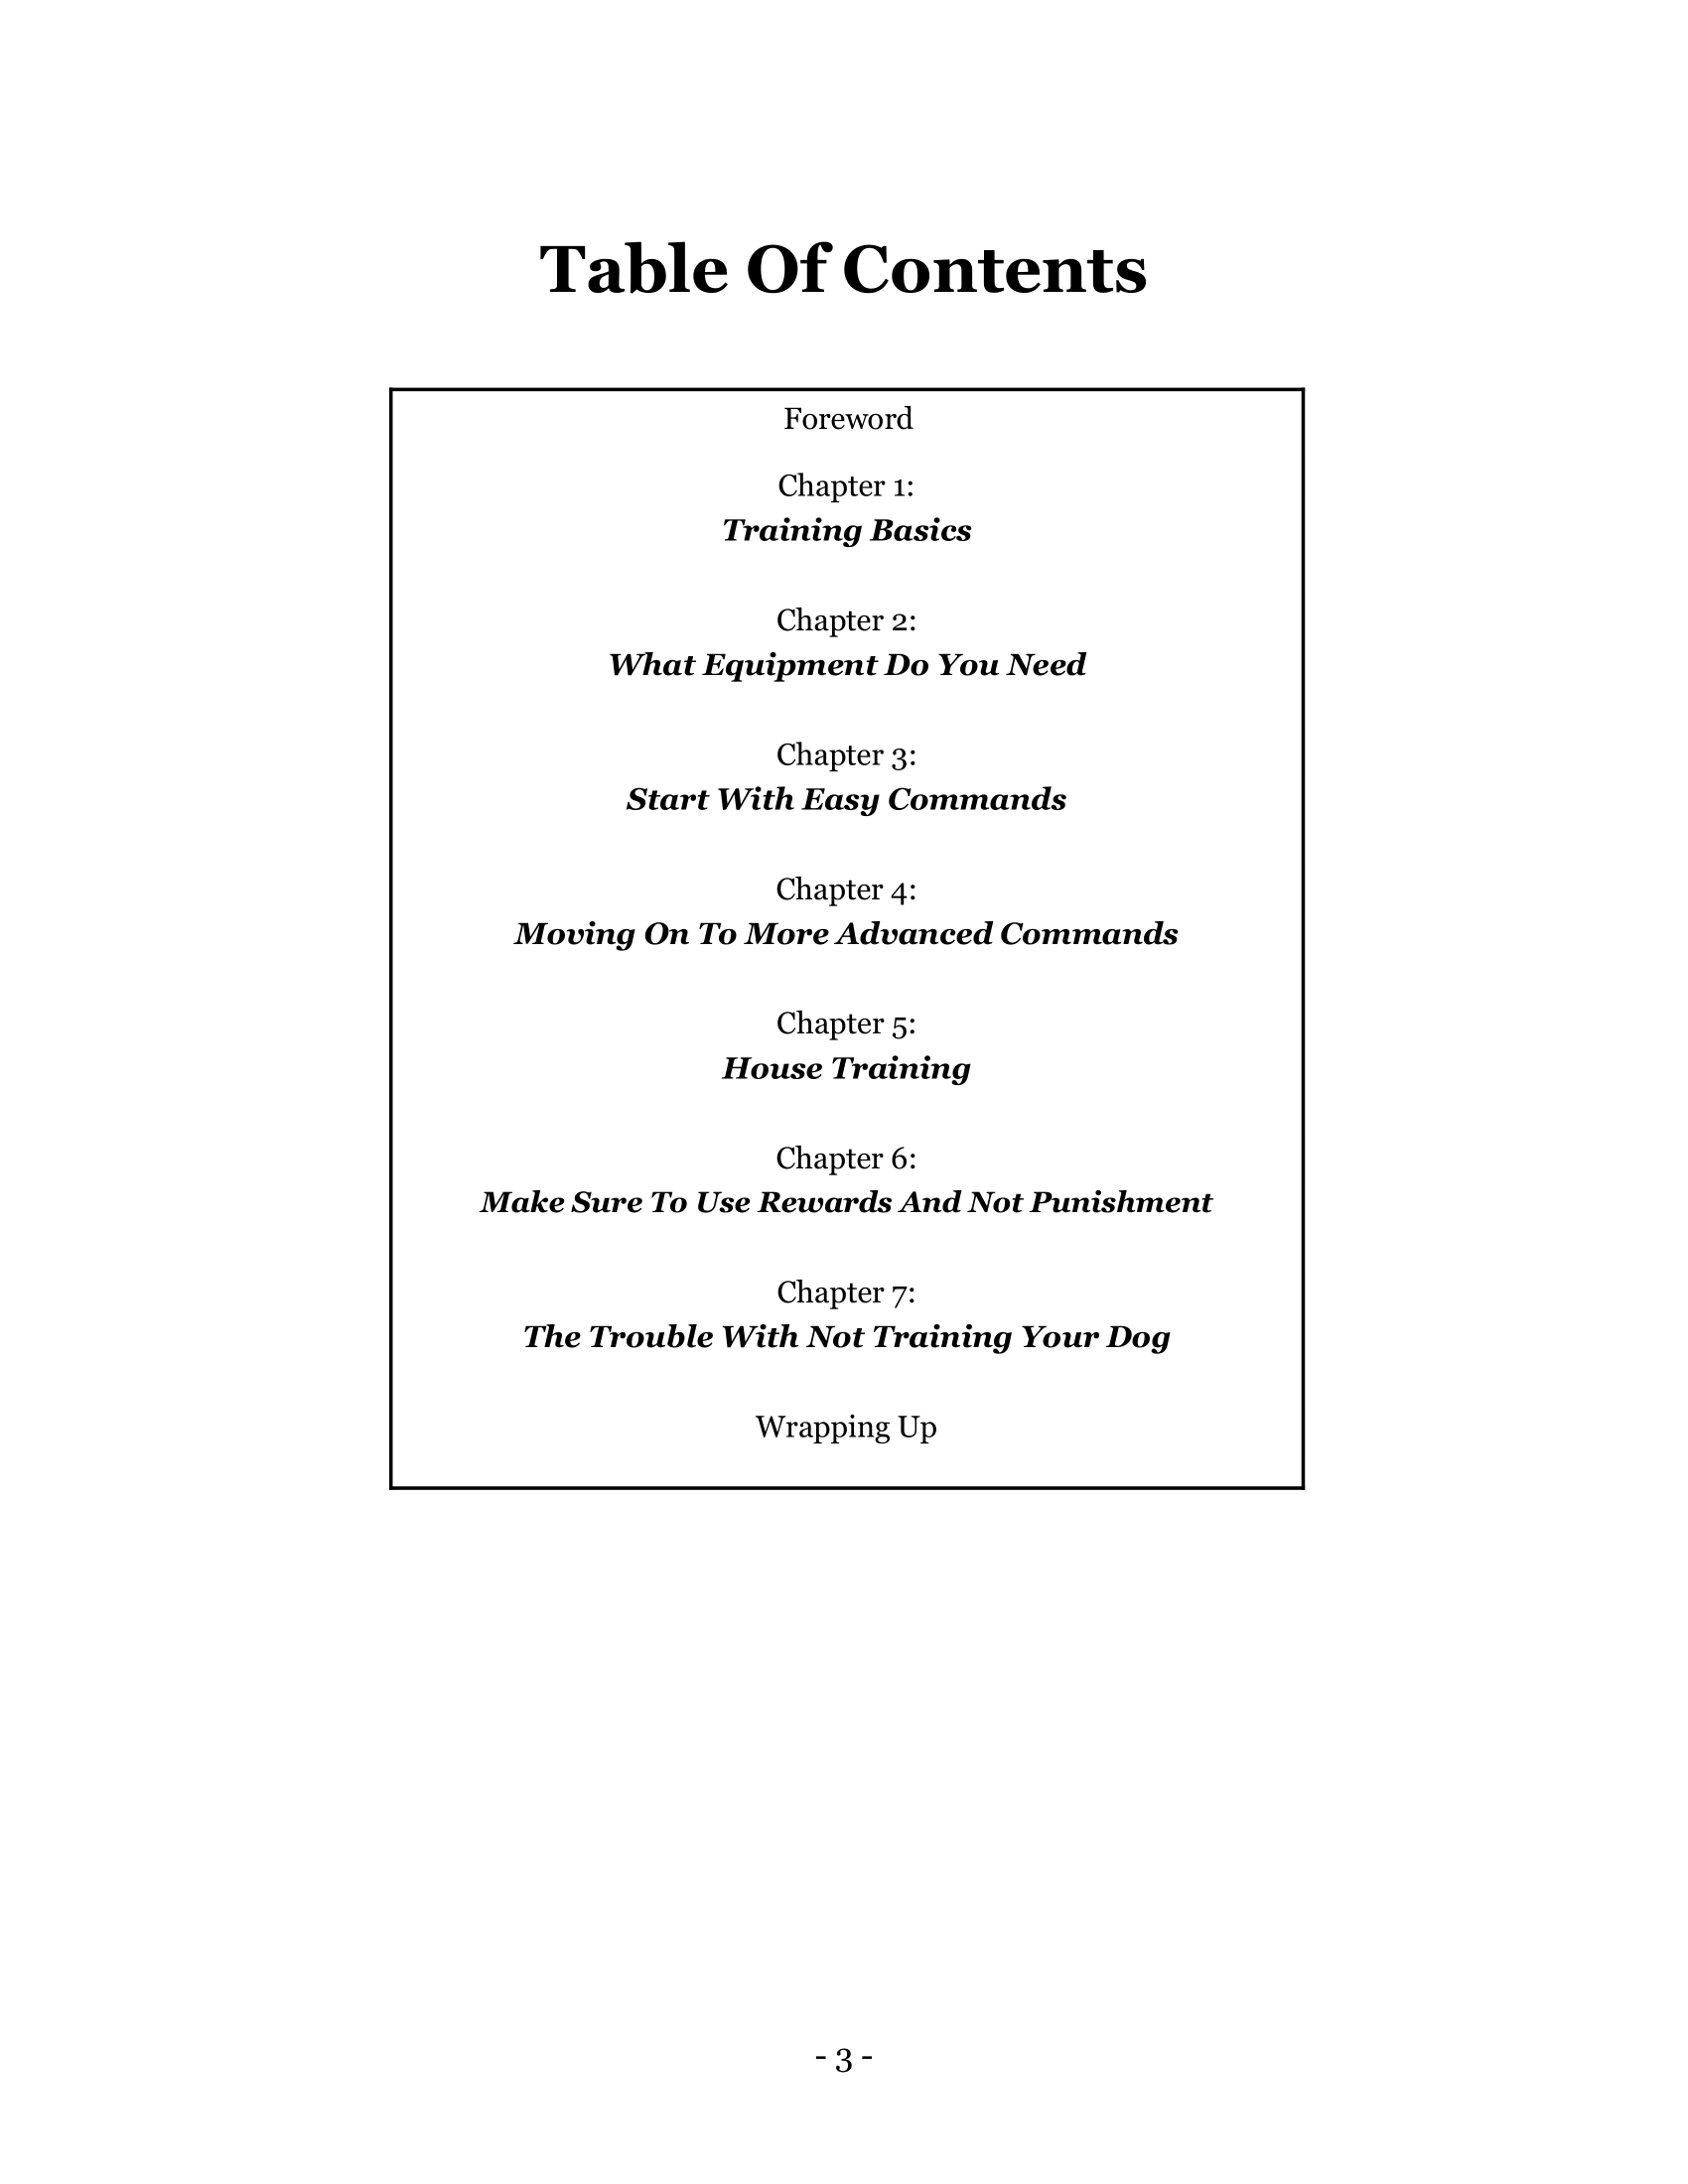 Table Of Contents
Foreword
Chapter 1:
Training Basics
Chapter 2:
What Equipment Do You Need
Chapter 3:
Start With Easy Commands
Chapter 4:
Moving On To More Advanced Commands
Chapter 5:
House Training
Chapter 6:
Make Sure To Use Rewards And Not Punishment
Chapter 7:
The Trouble With Not Training Your Dog
Wrapping Up
- 3 -